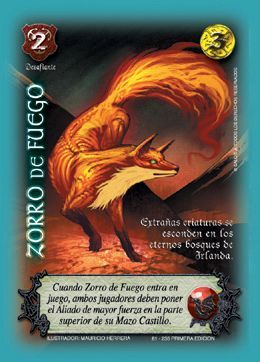 2
3
Desafiante
ZORRO DE FUEGO
Extrañas criaturas se
esconden en los
eternos bosques de
Irlanda.
Cuando Zorro de Fuego entra en
juego, ambos jugadores deben poner
el Aliado de mayor fuerza en la parte
superior de su Mazo Castillo.
ILUSTRADOR: MAURICIO HERRERA 61 - 235 PRIMERA EDICION